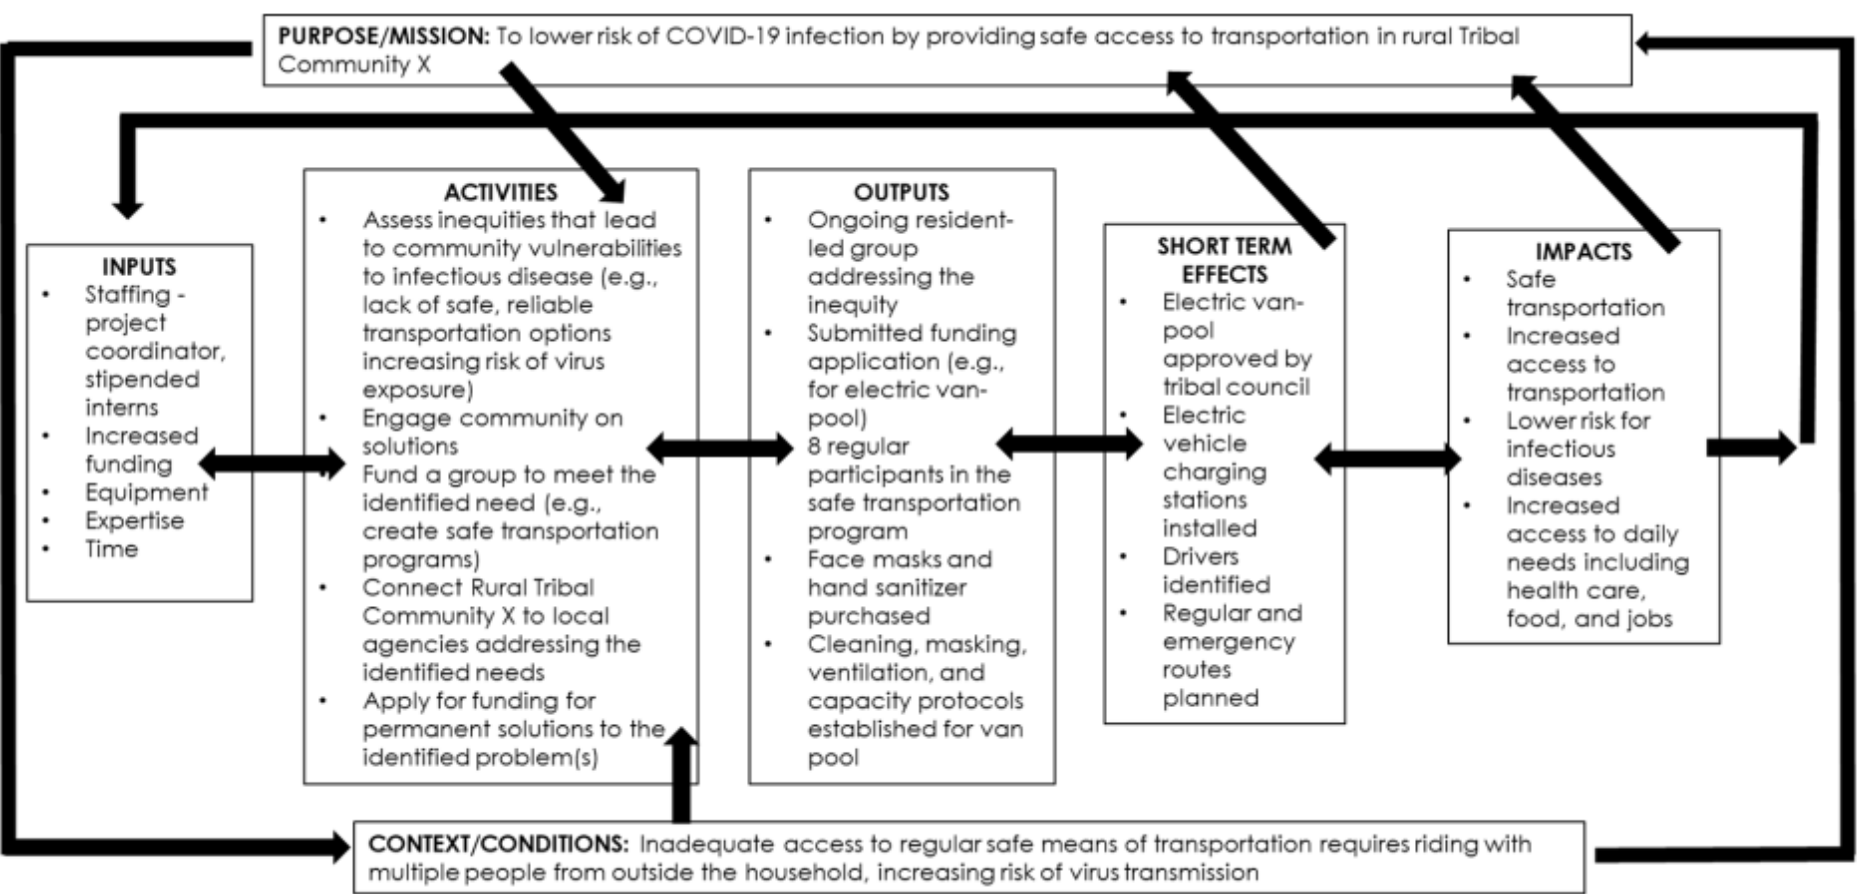 PURPOSE/MISSION: To lower risk of COVID-19 infection by providing safe access to transportation in rural Tribal
Community X
INPUTS
• Staffing -
project
coordinator,
stipended
interns
• Increased
funding
• Equipment
• Expertise
• Time
ACTIVITIES
• Assess inequities that lead
to community vulnerabilities
to infectious disease (e.g.,
lack of safe, reliable
transportation options
increasing risk of virus
exposure)
• Engage community on
solutions
• Fund a group to meet the
identified need (e.g.,
create safe transportation
programs)
• Connect Rural Tribal
Community X to local
agencies addressing the
identified needs
• Apply for funding for
permanent solutions to the
identified problem(s)
OUTPUTS
• Ongoing resident-
led group
addressing the
inequity
• Submitted funding
application (e.g.,
for electric van-
pool)
• 8 regular
participants in the
safe transportation
program
• Face masks and
hand sanitizer
purchased
• Cleaning, masking,
ventilation, and
capacity protocols
established for van
pool
SHORT TERM
EFFECTS
• Electric van-
pool
approved by
tribal council
• Electric
vehicle
charging
stations
installed
• Drivers
identified
• Regular and
emergency
routes
planned
IMPACTS
• Safe
transportation
• Increased
access to
transportation
• Lower risk for
infectious
diseases
• Increased
access to daily
needs including
health care,
food, and jobs
CONTEXT/CONDITIONS: Inadequate access to regular safe means of transportation requires riding with
multiple people from outside the household, increasing risk of virus transmission